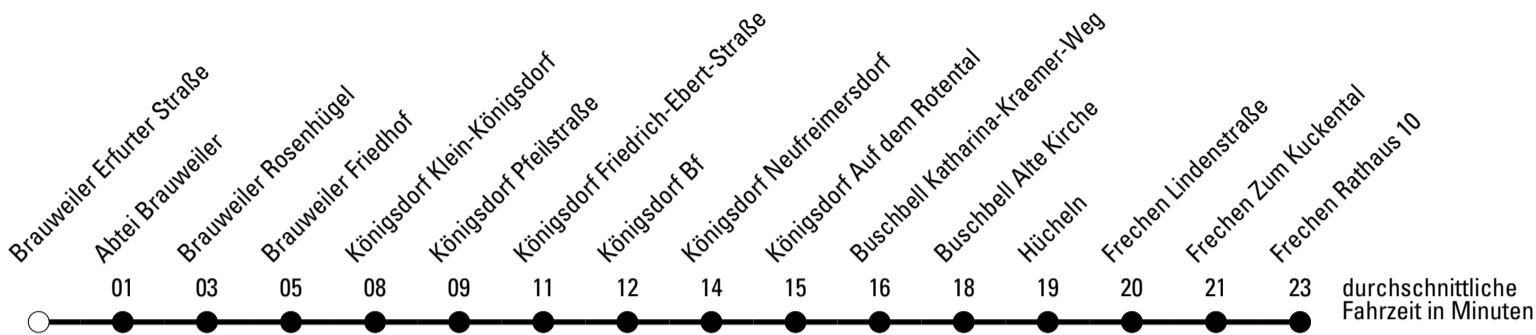 Brauweiler Erfurter Straße
Abtei Brauweiler
Brauweiler Rosenhügel
Brauweiler Friedhof
Königsdorf Klein-Königsdorf
Königsdorf Pfeilstraße
Königsdorf Friedrich-Ebert-Straße
Königsdorf Bf
Königsdorf Neufreimersdorf
Königsdorf Auf dem Rotental
Buschbell Katharina-Kraemer-Weg
Buschbell Alte Kirche
Hücheln
Frechen Lindenstraße
Frechen Zum Kuckental
Frechen Rathaus 10
01 03 05 08 09 11 12 14 15 16 18 19 20 21 23
durchschnittliche
Fahrzeit in Minuten